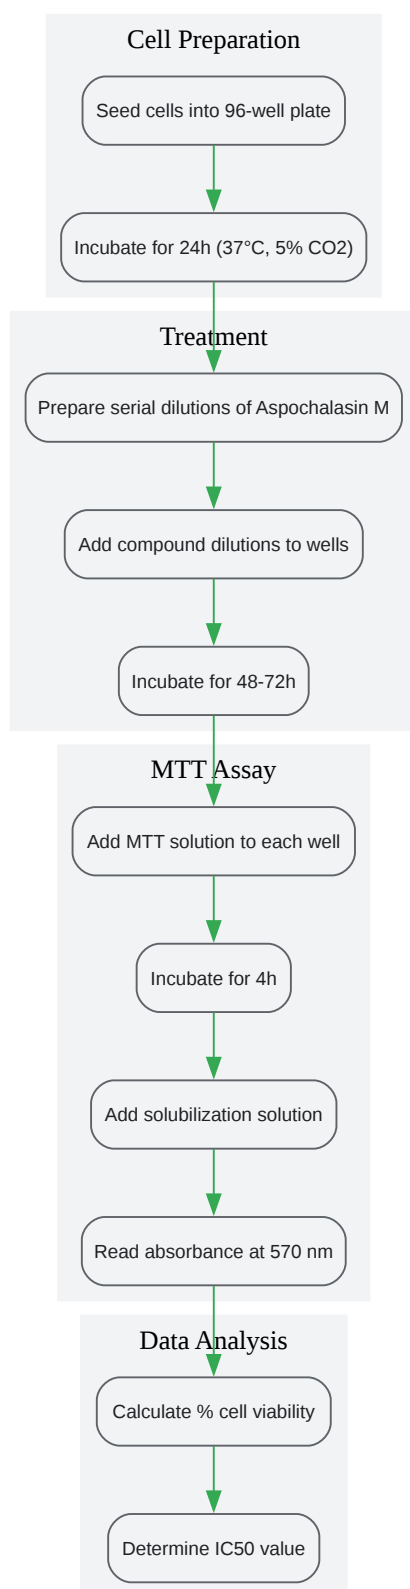 Cell Preparation
Seed cells into 96-well plate
Incubate for 24h (37°C, 5% CO2)
Treatment
Prepare serial dilutions of Aspochalasin M
Add compound dilutions to wells
Incubate for 48-72h
MTT Assay
Add MTT solution to each well
Incubate for 4h
Add solubilization solution
Read absorbance at 570 nm
Data Analysis
Calculate % cell viability
Determine IC50 value